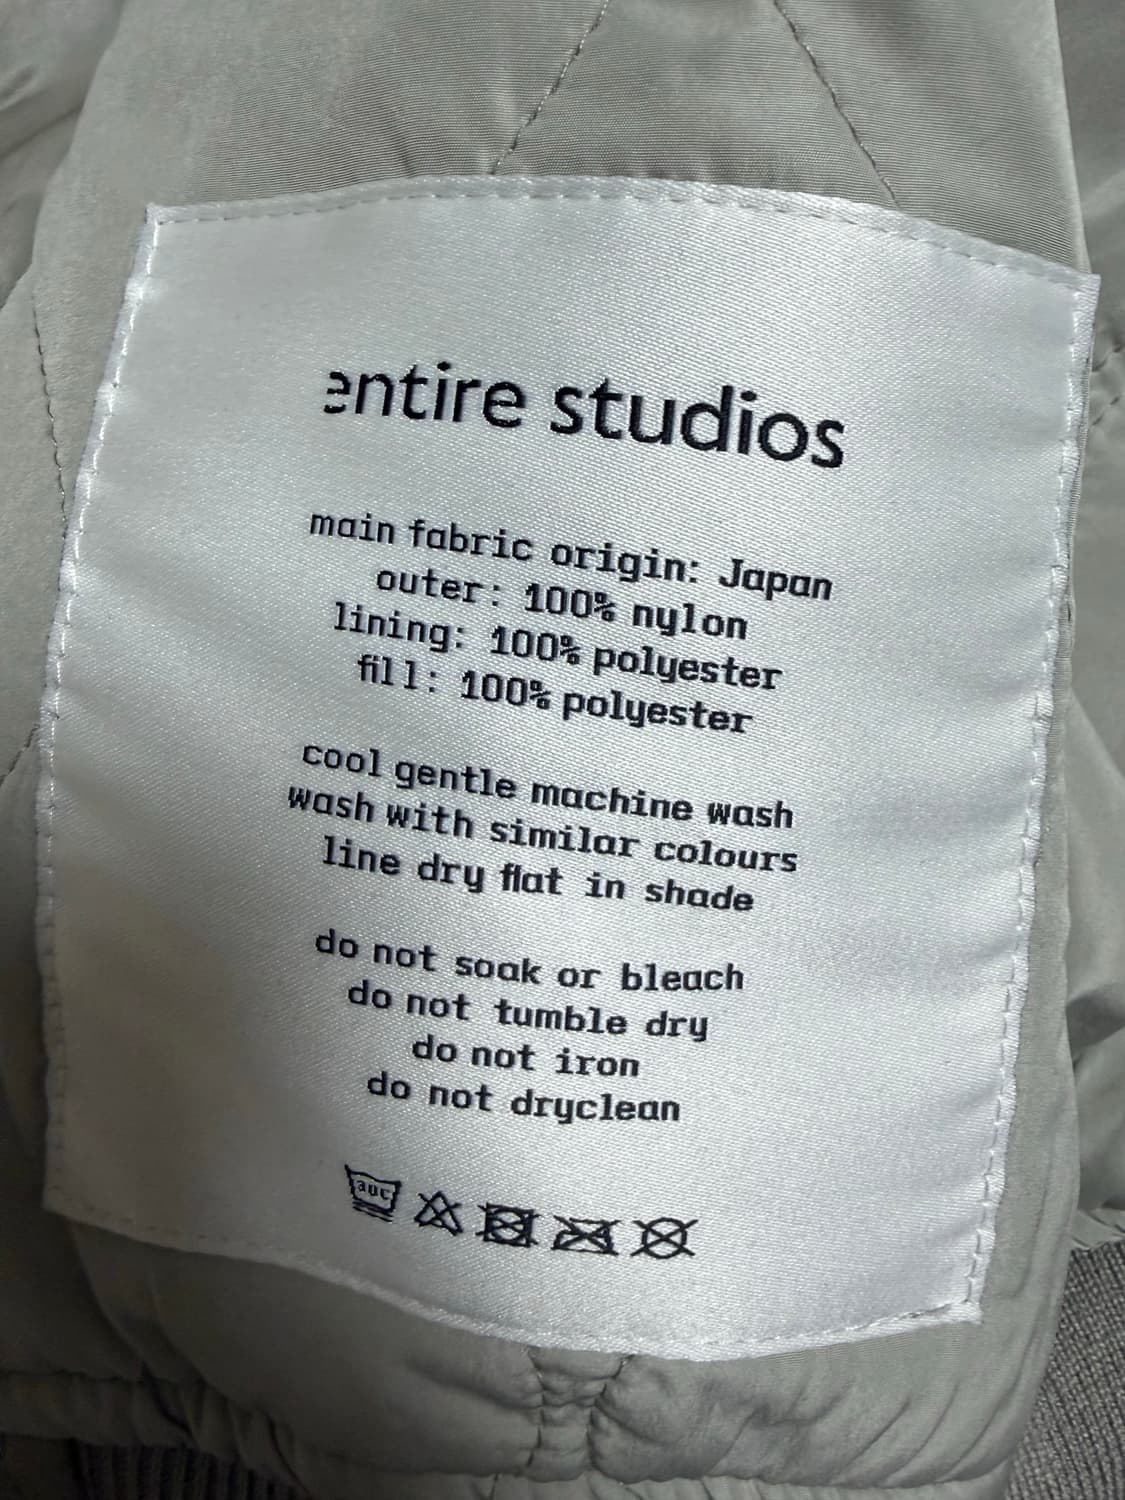 entire studios
main fabric origin: Japan
outer: 100% nylon
lining: 100% polyester
fill: 100% polyester
cool gentle machine wash
wash with similar colours
line dry flat in shade
do not soak or bleach
do not tumble dry
do not iron
do not dryclean